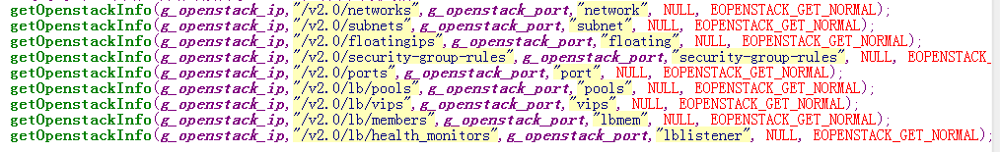 getOpenstackInfo(g_openstack_ip,"/v2.0/networks",g_openstack_port,"network", NULL, EOPENSTACK_GET_NORMAL);
getOpenstackInfo(g_openstack_ip,"/v2.0/subnets",g_openstack_port,"subnet", NULL, EOPENSTACK_GET_NORMAL);
getOpenstackInfo(g_openstack_ip,"/v2.0/floatingips",g_openstack_port,"floating", NULL, EOPENSTACK_GET_NORMAL);
getOpenstackInfo(g_openstack_ip,"/v2.0/security-group-rules",g_openstack_port,"security-group-rules", NULL, EOPENSTACK_
getOpenstackInfo(g_openstack_ip,"/v2.0/ports",g_openstack_port,"port", NULL, EOPENSTACK_GET_NORMAL);
getOpenstackInfo(g_openstack_ip,"/v2.0/lb/pools",g_openstack_port,"pools", NULL, EOPENSTACK_GET_NORMAL);
getOpenstackInfo(g_openstack_ip,"/v2.0/lb/vips",g_openstack_port,"vips", NULL, EOPENSTACK_GET_NORMAL);
getOpenstackInfo(g_openstack_ip,"/v2.0/lb/members",g_openstack_port,"lbmem", NULL, EOPENSTACK_GET_NORMAL);
getOpenstackInfo(g_openstack_ip,"/v2.0/lb/health_monitors",g_openstack_port,"lblistener", NULL, EOPENSTACK_GET_NORMAL);